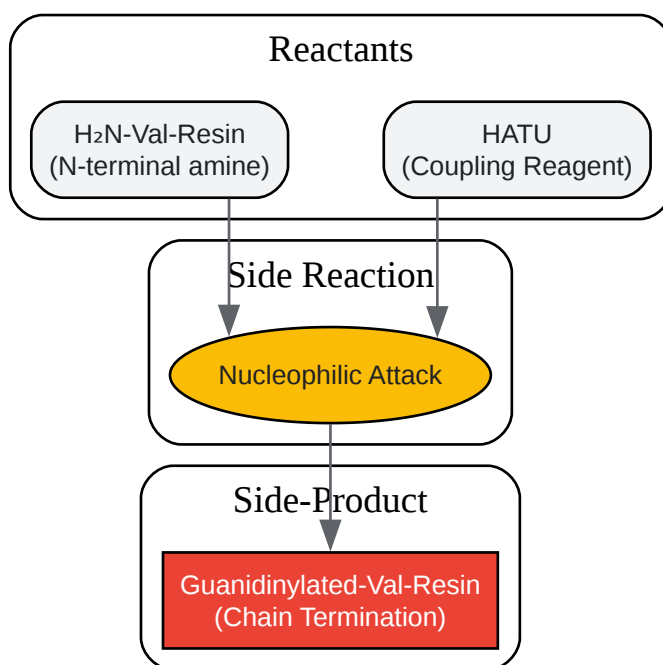 Reactants
H₂N-Val-Resin
(N-terminal amine)
HATU
(Coupling Reagent)
Side Reaction
Nucleophilic Attack
Side-Product
Guanidinylated-Val-Resin
(Chain Termination)